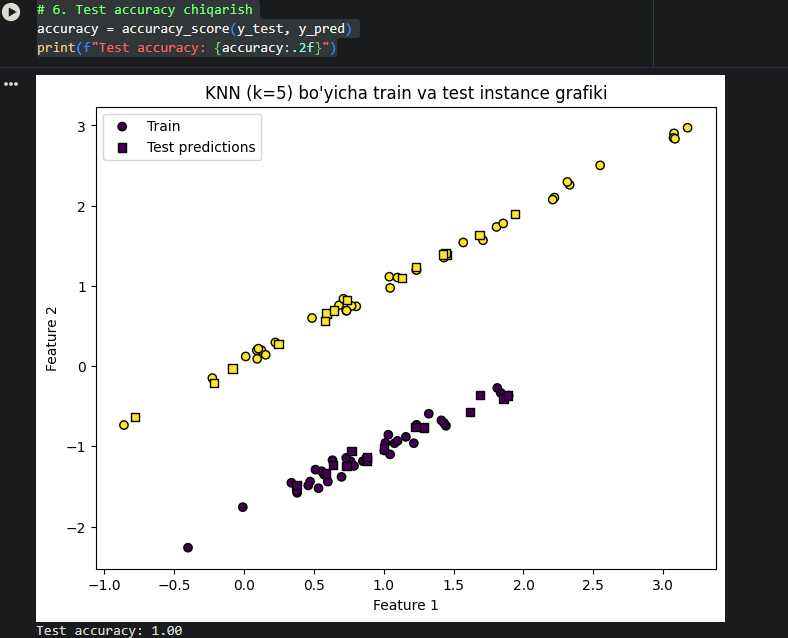 # 6. Test accuracy chiqarish
accuracy = accuracy_score(y_test, y_pred)
print(f"Test accuracy: {accuracy:.2f}")
KNN (k=5) bo'yicha train va test instance grafiki
Train
Test predictions
3
2
1
0
−1
−2
Feature 2
−1.0 −0.5 0.0 0.5 1.0 1.5 2.0 2.5 3.0
Feature 1
Test accuracy: 1.00